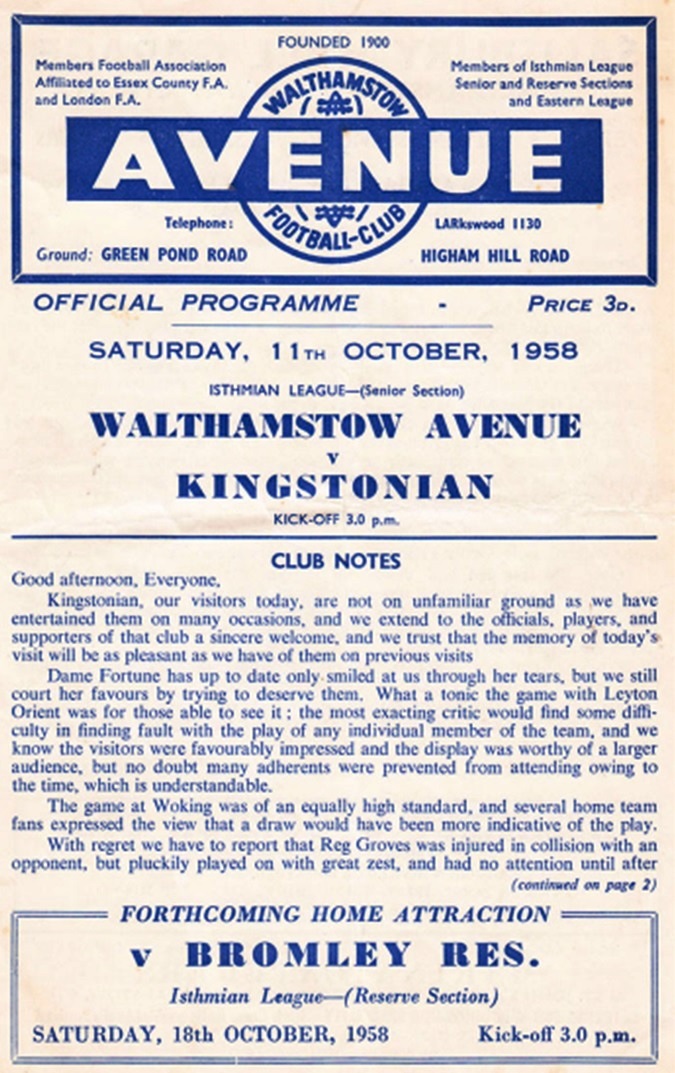 FOUNDED 1900
Members Football Association
Affiliated to Essex County F.A.
and London F.A.
Members of Isthmian League
Senior and Reserve Sections
and Eastern League
WALTHAMSTOW
AVENUE
FOOTBALL-CLUB
Telephone:
LARkswood 1130
Ground: GREEN POND ROAD
HIGHAM HILL ROAD
OFFICIAL PROGRAMME - PRICE 3D.
SATURDAY, 11TH OCTOBER, 1958
ISTHMIAN LEAGUE—(Senior Section)
WALTHAMSTOW AVENUE
v
KINGSTONIAN
KICK-OFF 3.0 p.m.
CLUB NOTES
Good afternoon, Everyone,
Kingstonian, our visitors today, are not on unfamiliar ground as we have
entertained them on many occasions, and we extend to the officials, players, and
supporters of that club a sincere welcome, and we trust that the memory of today's
visit will be as pleasant as we have of them on previous visits
Dame Fortune has up to date only smiled at us through her tears, but we still
court her favours by trying to deserve them. What a tonic the game with Leyton
Orient was for those able to see it ; the most exacting critic would find some diffi-
culty in finding fault with the play of any individual member of the team, and we
know the visitors were favourably impressed and the display was worthy of a larger
audience, but no doubt many adherents were prevented from attending owing to
the time, which is understandable.
The game at Woking was of an equally high standard, and several home team
fans expressed the view that a draw would have been more indicative of the play.
With regret we have to report that Reg Groves was injured in collision with an
opponent, but pluckily played on with great zest, and had no attention until after
(continued on page 2)
FORTHCOMING HOME ATTRACTION
v BROMLEY RES.
Isthmian League—(Reserve Section)
SATURDAY, 18th OCTOBER, 1958 Kick-off 3.0 p.m.